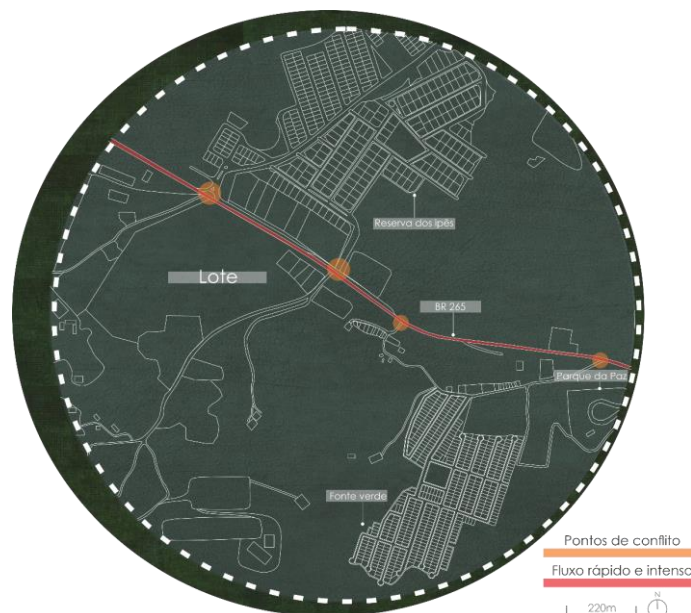 Reserva dos Ipês
Lote
BR 265
Parque da Paz
Fonte verde
Pontos de conflito
Fluxo rápido e intenso
220m
N